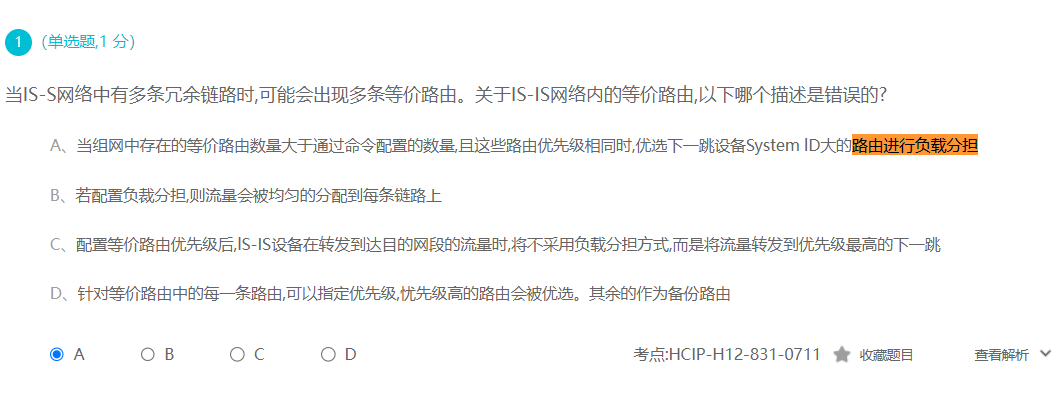 1 (单选题,1 分)
当IS-S网络中有多条冗余链路时,可能会出现多条等价路由。关于IS-IS网络内的等价路由,以下哪个描述是错误的?
A、当组网中存在的等价路由数量大于通过命令配置的数量,且这些路由优先级相同时,优选下一跳设备System lD大的路由进行负载分担
B、若配置负裁分担,则流量会被均匀的分配到每条链路上
C、配置等价路由优先级后,lS-IS设备在转发到达目的网段的流量时,将不采用负载分担方式,而是将流量转发到优先级最高的下一跳
D、针对等价路由中的每一条路由,可以指定优先级,忧先级高的路由会被优选。其余的作为备份路由
A B C D 考点:HCIP-H12-831-0711 收藏题目 查看解析